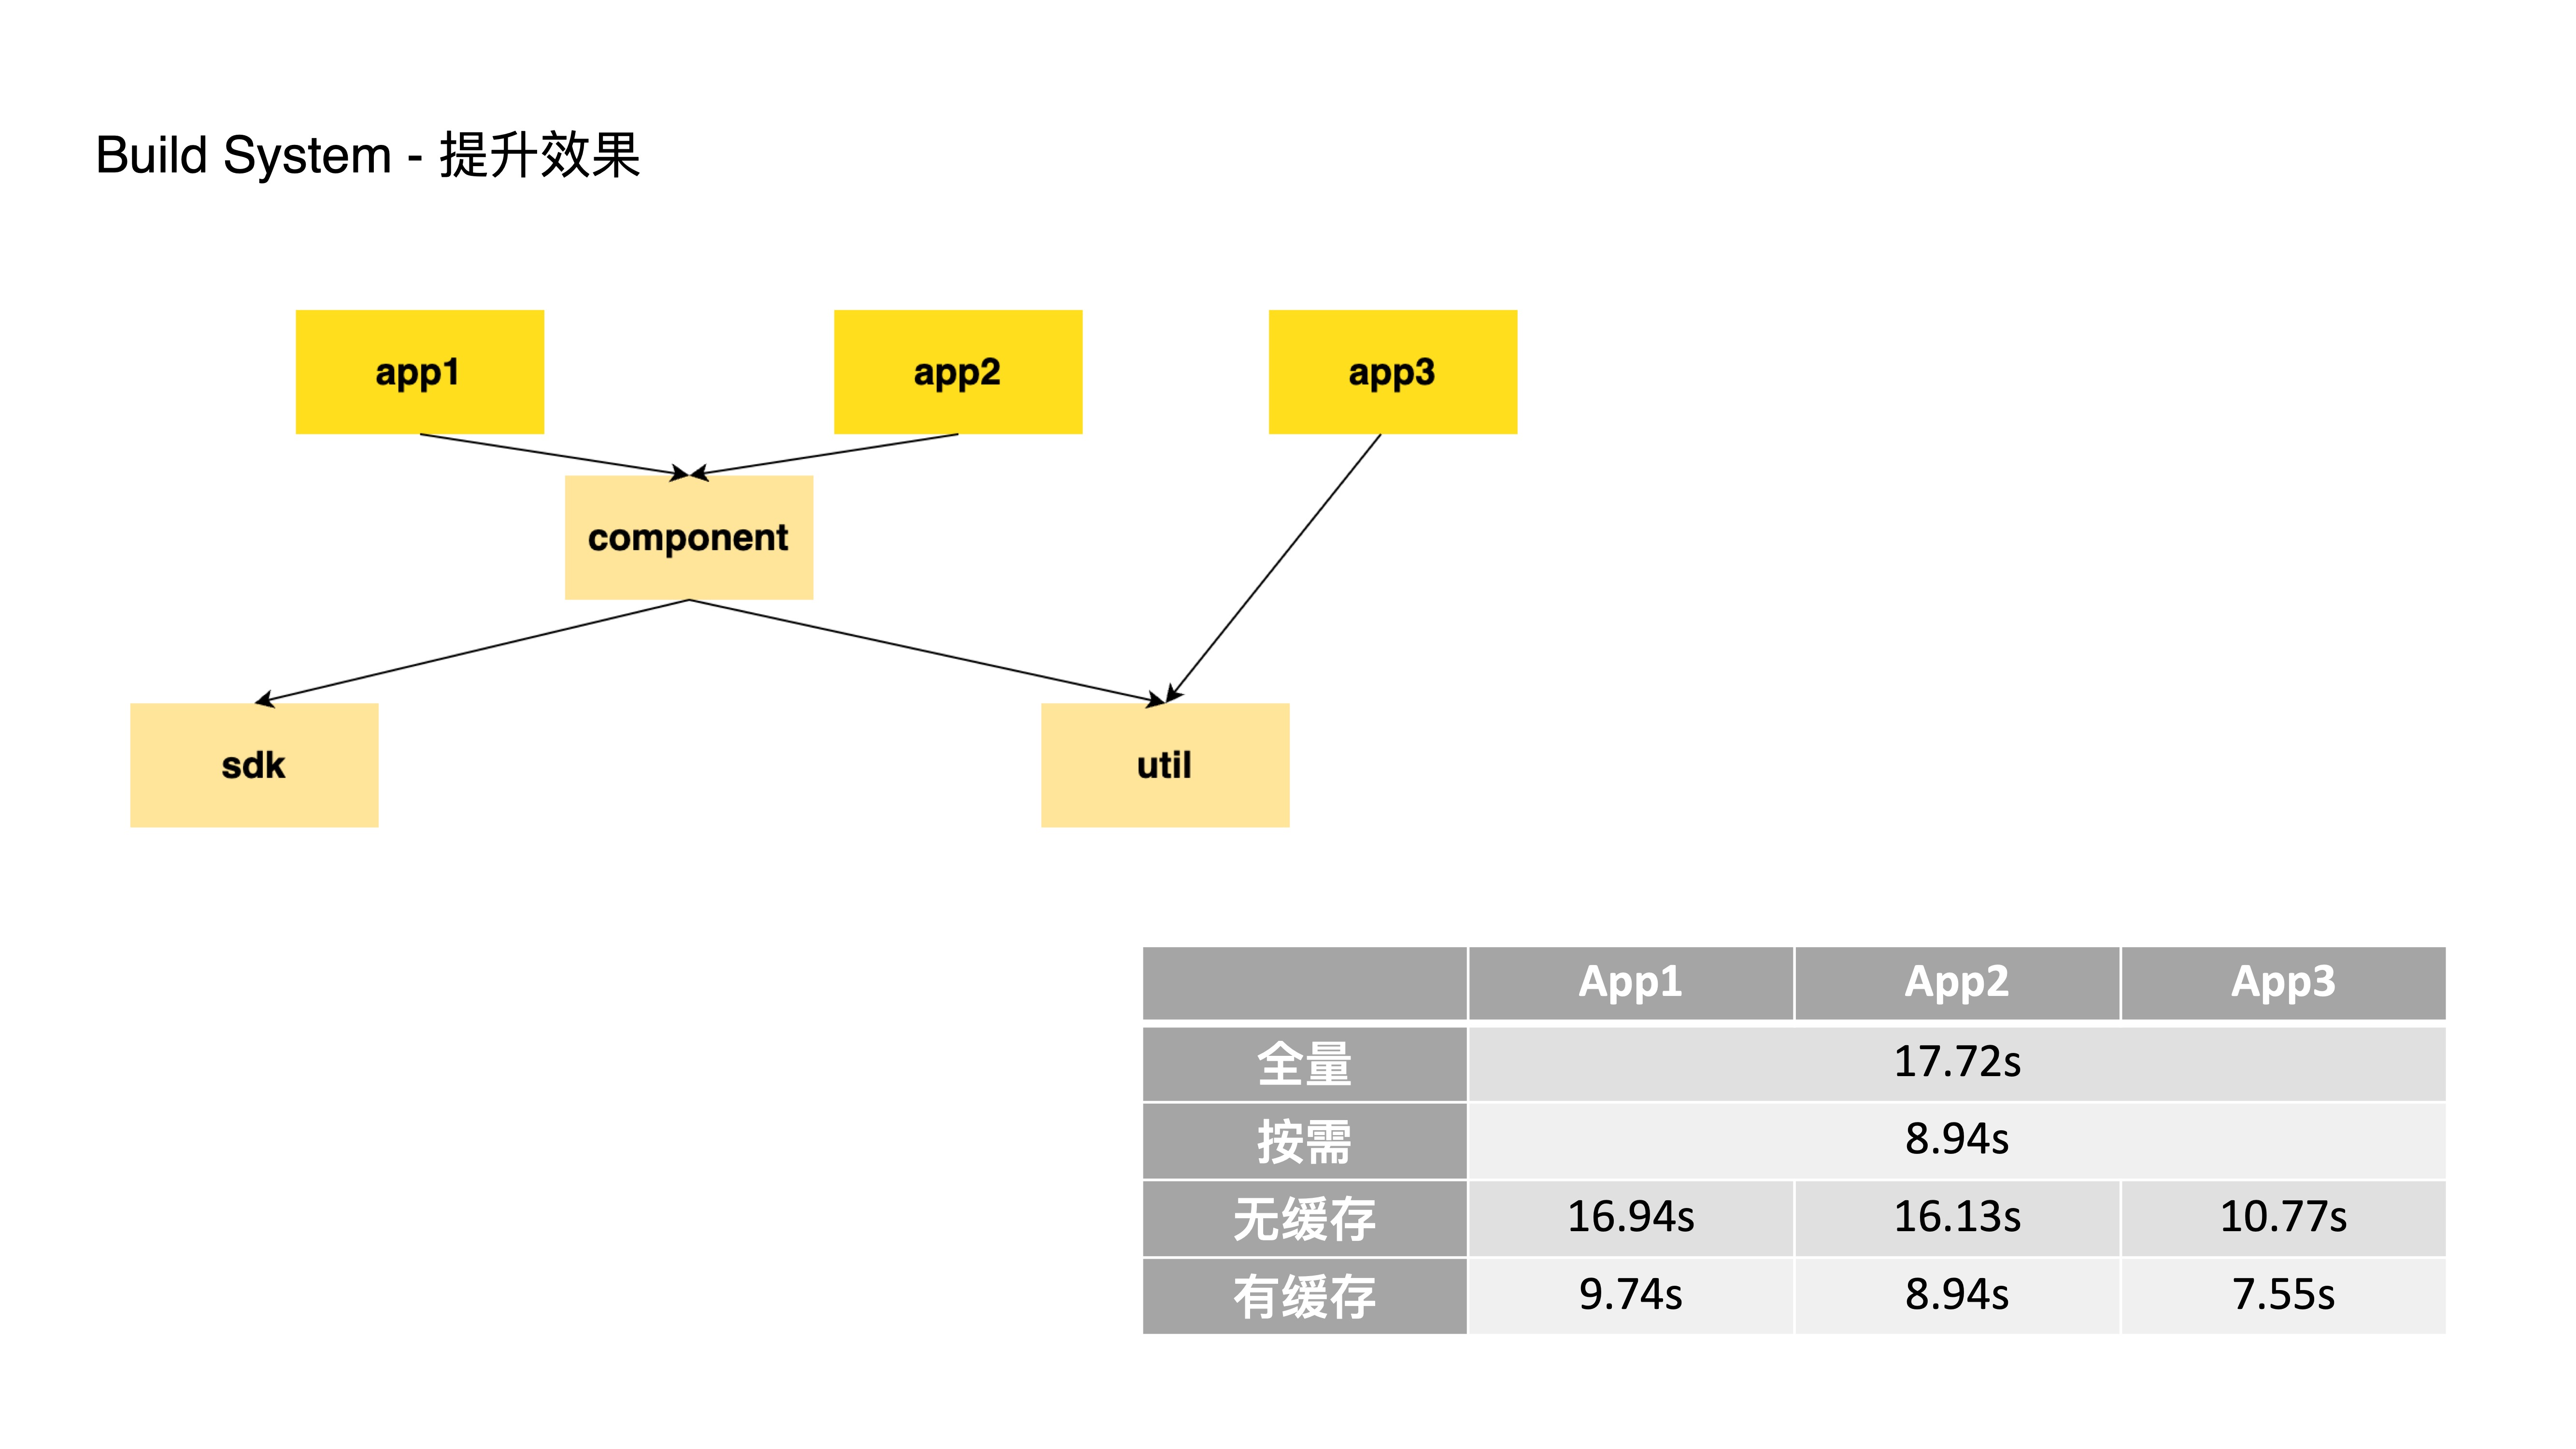 Build System - 提升效果
app1
app2
app3
component
sdk
util
App1 App2 App3
全量 17.72s
按需 8.94s
无缓存 16.94s 16.13s 10.77s
有缓存 9.74s 8.94s 7.55s